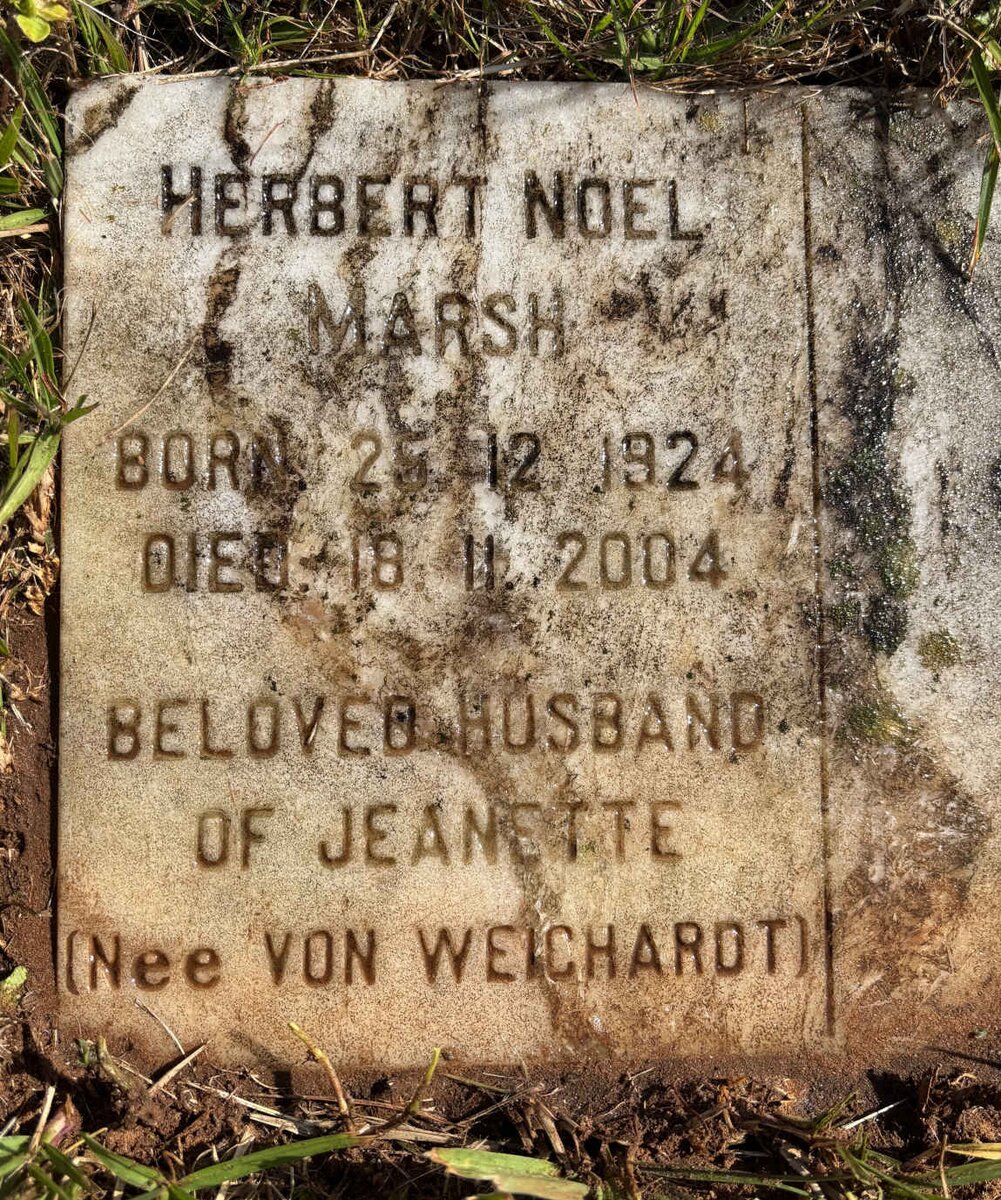 HERBERT NOEL
MARSH
BORN. 25. 12. 1924
DIED. 18. 11. 2004
BELOVED HUSBAND
OF JEANETTE
(Nee VON WEICHARDT)